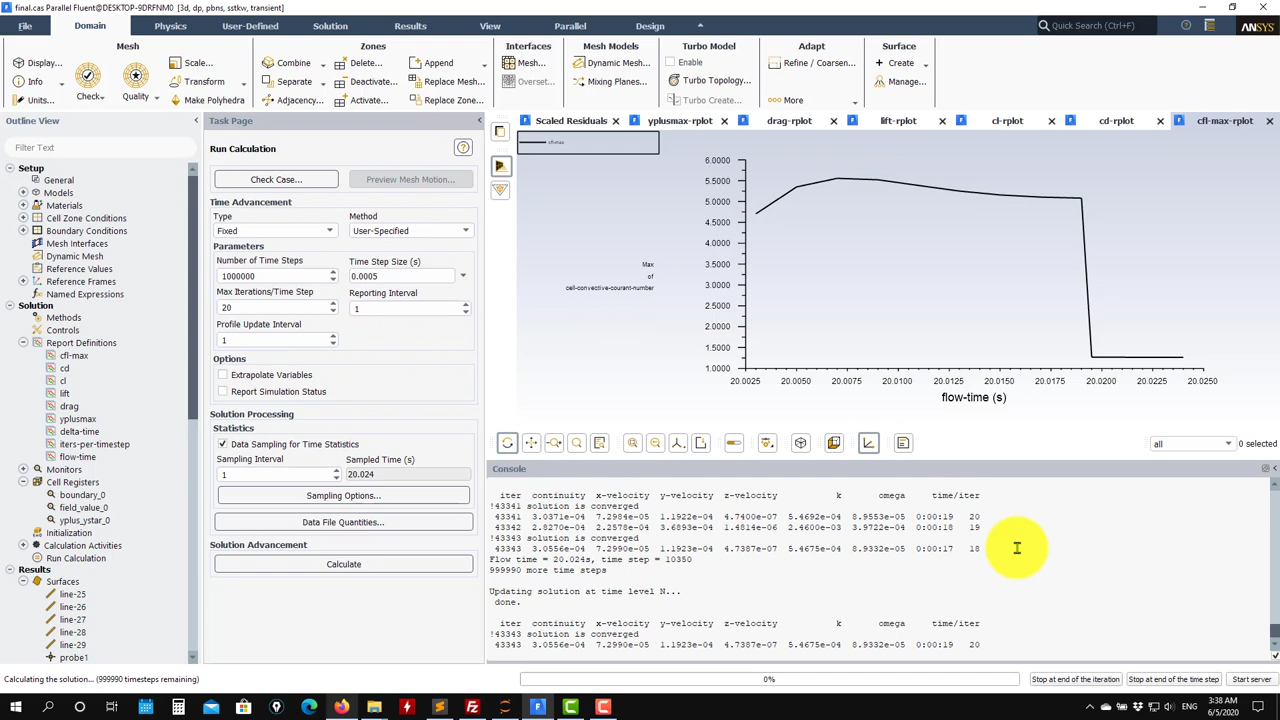 final.cas Parallel Fluent@DESKTOP-9DRFNM0 [3d, dp, pbns, sstkw, transient]
File Domain Physics User-Defined Solution Results View Parallel Design Quick Search (Ctrl+F) ANSYS
Mesh
Display...
Info
Units...
Check
Quality
Scale...
Transform
Make Polyhedra
Zones
Combine
Separate
Adjacency...
Delete...
Deactivate...
Activate...
Append
Replace Mesh...
Replace Zone...
Interfaces
Mesh...
Overset...
Mesh Models
Dynamic Mesh...
Mixing Planes...
Turbo Model
Enable
Turbo Topology...
Turbo Create...
Adapt
Refine / Coarsen...
More
Surface
Create
Manage...
Outline View
Filter Text
Setup
General
Models
Materials
Cell Zone Conditions
Boundary Conditions
Mesh Interfaces
Dynamic Mesh
Reference Values
Reference Frames
Named Expressions
Solution
Methods
Controls
Report Definitions
cfl-max
cd
cl
lift
drag
yplusmax
delta-time
iters-per-timestep
flow-time
Monitors
Cell Registers
boundary_0
field_value_0
yplus_ystar_0
Initialization
Calculation Activities
Run Calculation
Results
Surfaces
line-25
line-26
line-27
line-28
line-29
probe1
Task Page
Run Calculation
Check Case...
Preview Mesh Motion...
Time Advancement
Type Method
Fixed User-Specified
Parameters
Number of Time Steps Time Step Size (s)
1000000 0.0005
Max Iterations/Time Step Reporting Interval
20 1
Profile Update Interval
1
Options
Extrapolate Variables
Report Simulation Status
Solution Processing
Statistics
Data Sampling for Time Statistics
Sampling Interval Sampled Time (s)
1 20.024
Sampling Options...
Data File Quantities...
Solution Advancement
Calculate
Scaled Residuals yplusmax-rplot drag-rplot lift-rplot cl-rplot cd-rplot cfl-max-rplot
cfl-max
6.0000
5.5000
5.0000
4.5000
4.0000
3.5000
3.0000
2.5000
2.0000
1.5000
1.0000
Max
of
cell-convective-courant-number
20.0025 20.0050 20.0075 20.0100 20.0125 20.0150 20.0175 20.0200 20.0225 20.0250
flow-time (s)
all 0 selected
Console
iter continuity x-velocity y-velocity z-velocity k omega time/iter
!43341 solution is converged
43341 3.0371e-04 7.2984e-05 1.1922e-04 4.7400e-07 5.4692e-04 8.9553e-05 0:00:19 20
43342 2.8270e-04 2.2578e-04 3.6893e-04 1.4814e-06 2.4600e-03 3.9722e-04 0:00:18 19
!43343 solution is converged
43343 3.0556e-04 7.2990e-05 1.1923e-04 4.7387e-07 5.4675e-04 8.9332e-05 0:00:17 18
Flow time = 20.024s, time step = 10350
999990 more time steps
Updating solution at time level N...
done.
iter continuity x-velocity y-velocity z-velocity k omega time/iter
!43343 solution is converged
43343 3.0556e-04 7.2990e-05 1.1923e-04 4.7387e-07 5.4675e-04 8.9332e-05 0:00:19 20
Calculating the solution... (999990 timesteps remaining)
0%
Stop at end of the iteration
Stop at end of the time step
Start server
ENG
3:38 AM
6/5/2020